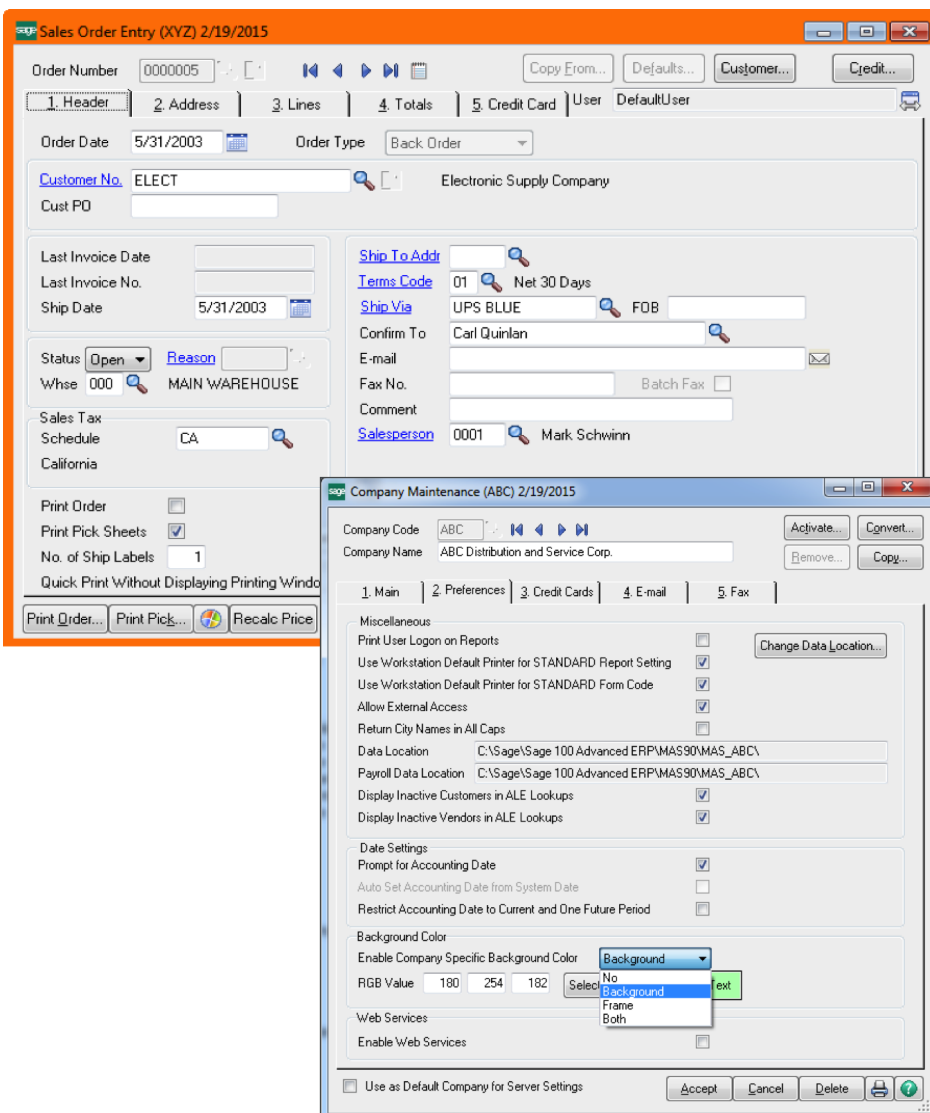 sage Sales Order Entry (XYZ) 2/19/2015
Order Number 0000005 Copy From... Defaults... Customer... Credit...
1. Header 2. Address 3. Lines 4. Totals 5. Credit Card User DefaultUser
Order Date 5/31/2003 Order Type Back Order
Customer No. ELECT Electronic Supply Company
Cust PO
Last Invoice Date
Last Invoice No.
Ship Date 5/31/2003
Ship To Addr
Terms Code 01 Net 30 Days
Ship Via UPS BLUE FOB
Confirm To Carl Quinlan
E-mail
Fax No. Batch Fax
Comment
Salesperson 0001 Mark Schwinn
Status Open Reason
Whse 000 MAIN WAREHOUSE
Sales Tax
Schedule CA
California
Print Order
Print Pick Sheets
No. of Ship Labels 1
Quick Print Without Displaying Printing Windo
Print Order... Print Pick... Recalc Price
sage Company Maintenance (ABC) 2/19/2015
Company Code ABC Activate... Convert...
Company Name ABC Distribution and Service Corp. Remove... Copy...
1. Main 2. Preferences 3. Credit Cards 4. E-mail 5. Fax
Miscellaneous
Print User Logon on Reports Change Data Location...
Use Workstation Default Printer for STANDARD Report Setting
Use Workstation Default Printer for STANDARD Form Code
Allow External Access
Return City Names in All Caps
Data Location C:\Sage\Sage 100 Advanced ERP\MAS90\MAS_ABC\
Payroll Data Location C:\Sage\Sage 100 Advanced ERP\MAS90\MAS_ABC\
Display Inactive Customers in ALE Lookups
Display Inactive Vendors in ALE Lookups
Date Settings
Prompt for Accounting Date
Auto Set Accounting Date from System Date
Restrict Accounting Date to Current and One Future Period
Background Color
Enable Company Specific Background Color Background
RGB Value 180 254 182 Selec Text
No
Background
Frame
Both
Web Services
Enable Web Services
Use as Default Company for Server Settings Accept Cancel Delete